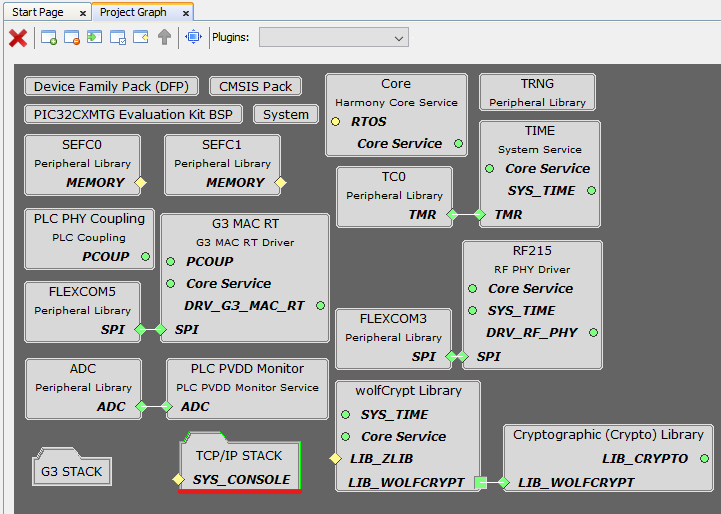 Start Page x Project Graph x
Plugins:
Device Family Pack (DFP)
CMSIS Pack
PIC32CXMTG Evaluation Kit BSP
System
Core
Harmony Core Service
RTOS
Core Service
TRNG
Peripheral Library
SEFC0
Peripheral Library
MEMORY
SEFC1
Peripheral Library
MEMORY
TIME
System Service
Core Service
SYS_TIME
TMR
TC0
Peripheral Library
TMR
PLC PHY Coupling
PLC Coupling
PCOUP
G3 MAC RT
G3 MAC RT Driver
PCOUP
Core Service
DRV_G3_MAC_RT
SPI
FLEXCOM5
Peripheral Library
SPI
RF215
RF PHY Driver
Core Service
SYS_TIME
DRV_RF_PHY
SPI
FLEXCOM3
Peripheral Library
SPI
ADC
Peripheral Library
ADC
PLC PVDD Monitor
PLC PVDD Monitor Service
ADC
wolfCrypt Library
SYS_TIME
Core Service
LIB_ZLIB
LIB_WOLFCRYPT
Cryptographic (Crypto) Library
LIB_CRYPTO
LIB_WOLFCRYPT
G3 STACK
TCP/IP STACK
SYS_CONSOLE